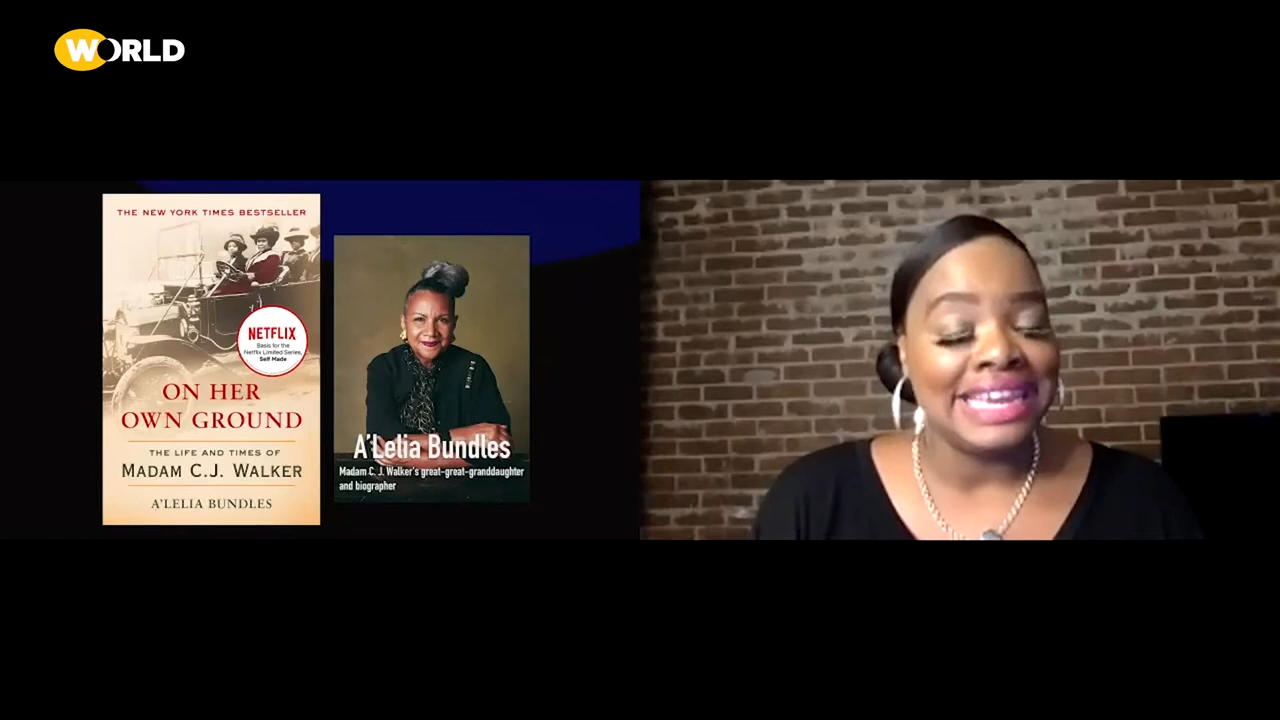 WORLD
THE NEW YORK TIMES BESTSELLER
NETFLIX
Basis for the
Netflix Limited Series,
Self Made
ON HER
OWN GROUND
THE LIFE AND TIMES OF
MADAM C.J. WALKER
A'LELIA BUNDLES
A'Lelia Bundles
Madam C. J. Walker's great-great-granddaughter
and biographer